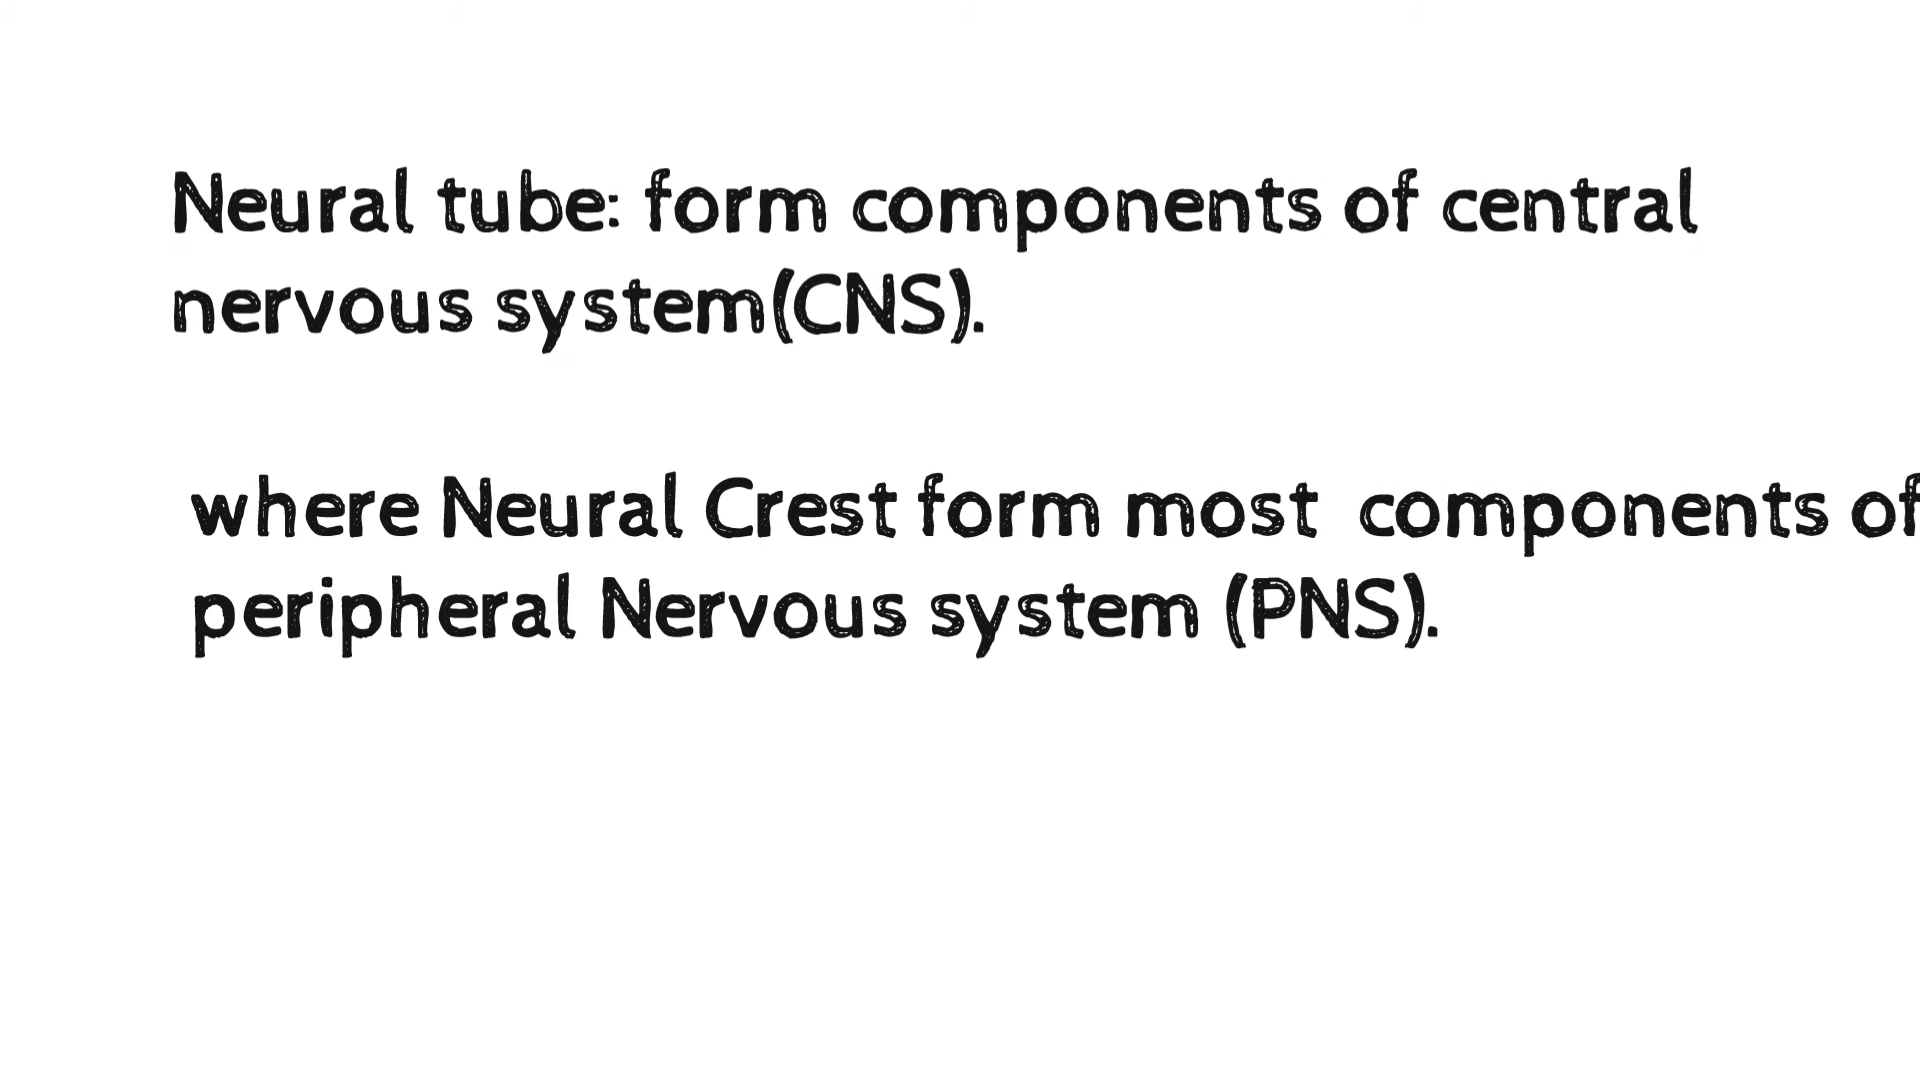 Neural tube: form components of central
nervous system(CNS).
where Neural Crest form most components of
peripheral Nervous system (PNS).